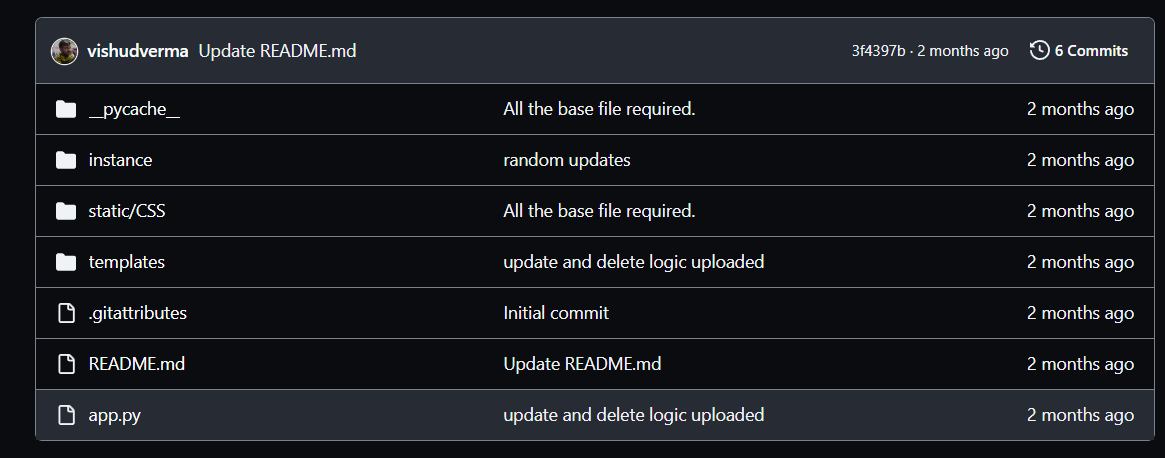 vishudverma Update README.md 3f4397b · 2 months ago 6 Commits
__pycache__ All the base file required. 2 months ago
instance random updates 2 months ago
static/CSS All the base file required. 2 months ago
templates update and delete logic uploaded 2 months ago
.gitattributes Initial commit 2 months ago
README.md Update README.md 2 months ago
app.py update and delete logic uploaded 2 months ago